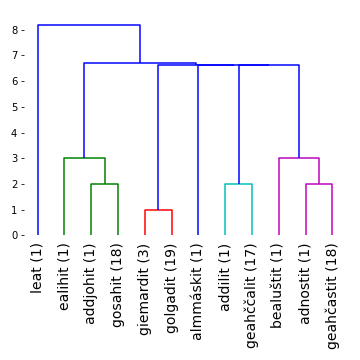 8
7
6
5
4
3
2
1
0
leat (1)
ealihit (1)
addjohit (1)
gosahit (18)
giemardit (3)
golgadit (19)
almmáskit (1)
addilit (1)
geahččalit (17)
bealuštit (1)
adnostit (1)
geahčastit (18)